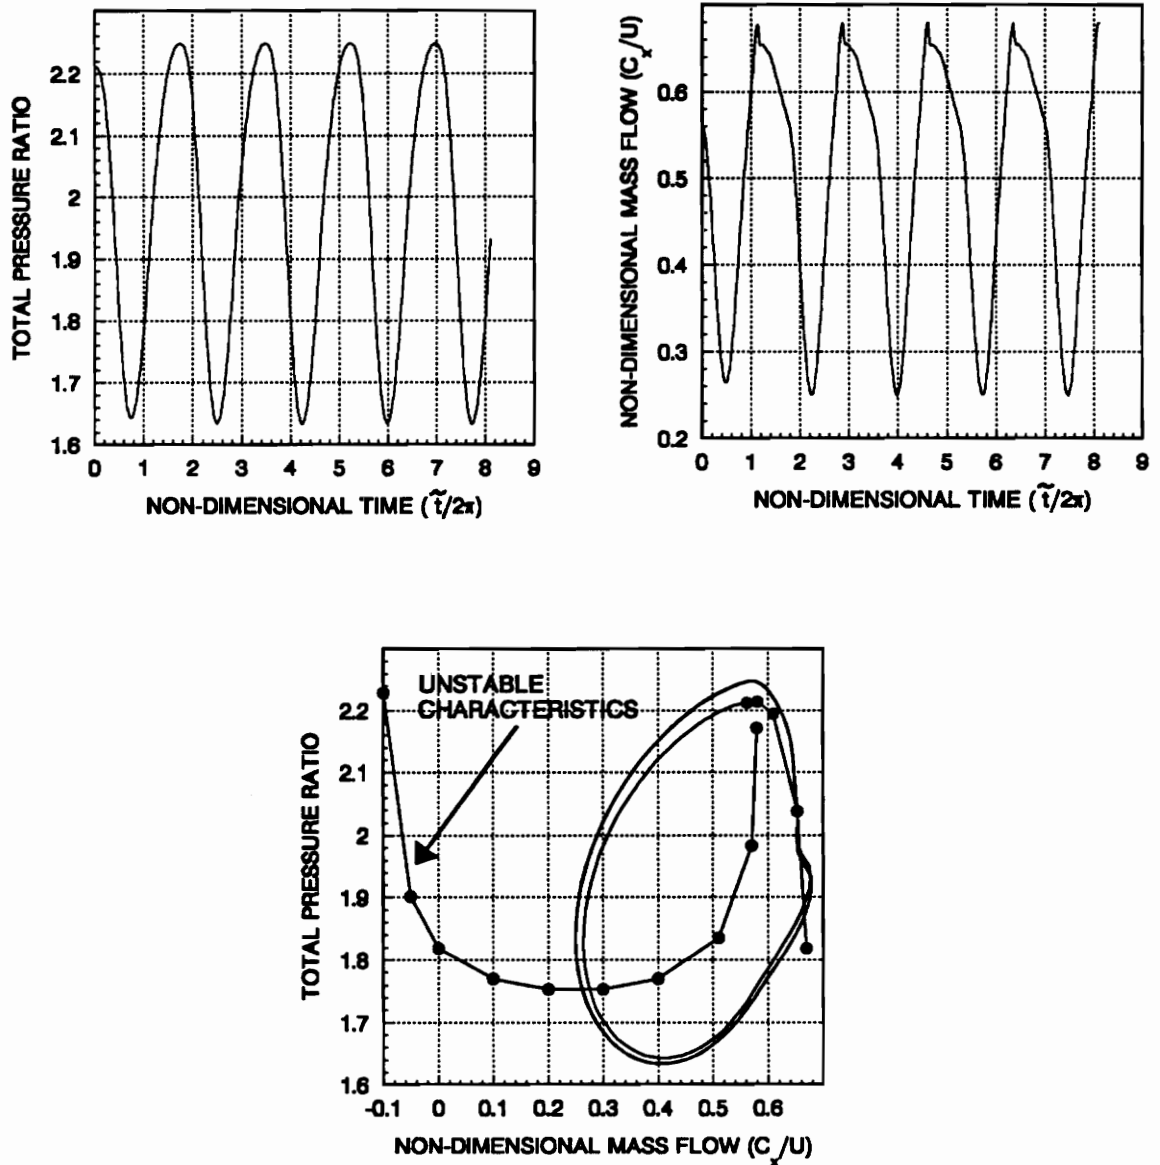 TOTAL PRESSURE RATIO
2.2
2.1
2
1.9
1.8
1.7
1.6
0 1 2 3 4 5 6 7 8 9
NON-DIMENSIONAL TIME (t̃/2π)
NON-DIMENSIONAL MASS FLOW (Cx/U)
0.6
0.5
0.4
0.3
0.2
0 1 2 3 4 5 6 7 8 9
NON-DIMENSIONAL TIME (t̃/2π)
UNSTABLE
CHARACTERISTICS
TOTAL PRESSURE RATIO
2.2
2.1
2
1.9
1.8
1.7
1.6
-0.1 0 0.1 0.2 0.3 0.4 0.5 0.6
NON-DIMENSIONAL MASS FLOW (Cx/U)